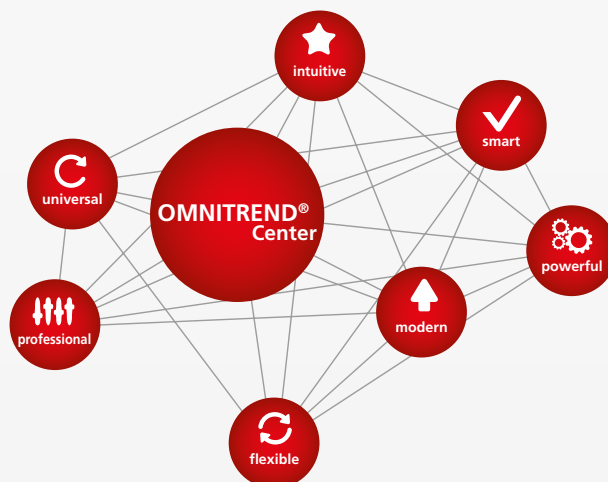 intuitive
smart
universal
OMNITREND®
Center
powerful
professional
modern
flexible